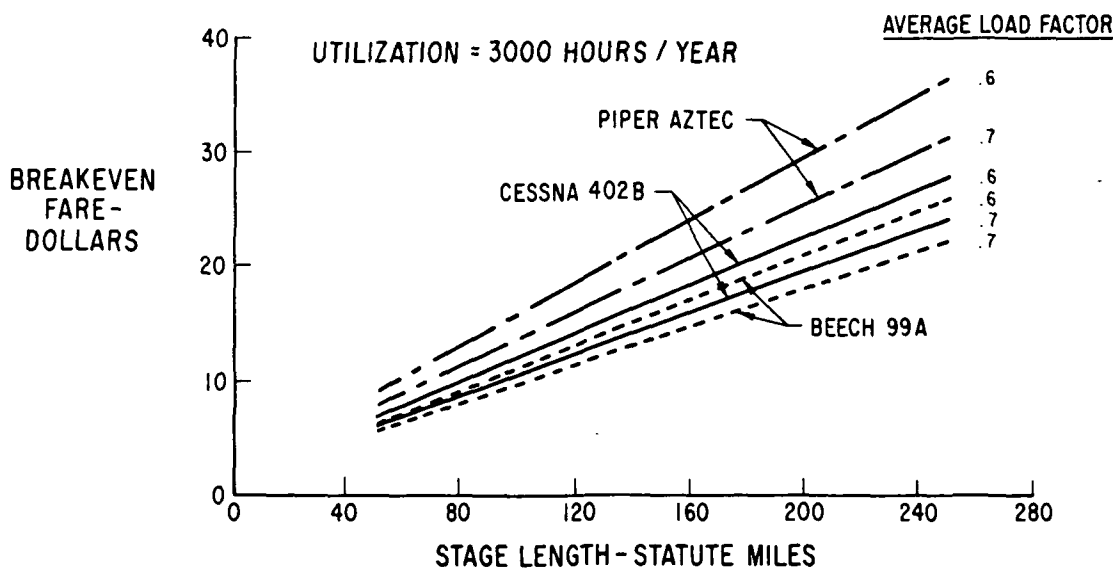 AVERAGE LOAD FACTOR
40
UTILIZATION = 3000 HOURS / YEAR
.6
PIPER AZTEC
30
.7
BREAKEVEN
FARE-
DOLLARS
CESSNA 402B
.6
.6
.7
.7
20
BEECH 99A
10
0
0
40
80
120
160
200
240
280
STAGE LENGTH-STATUTE MILES